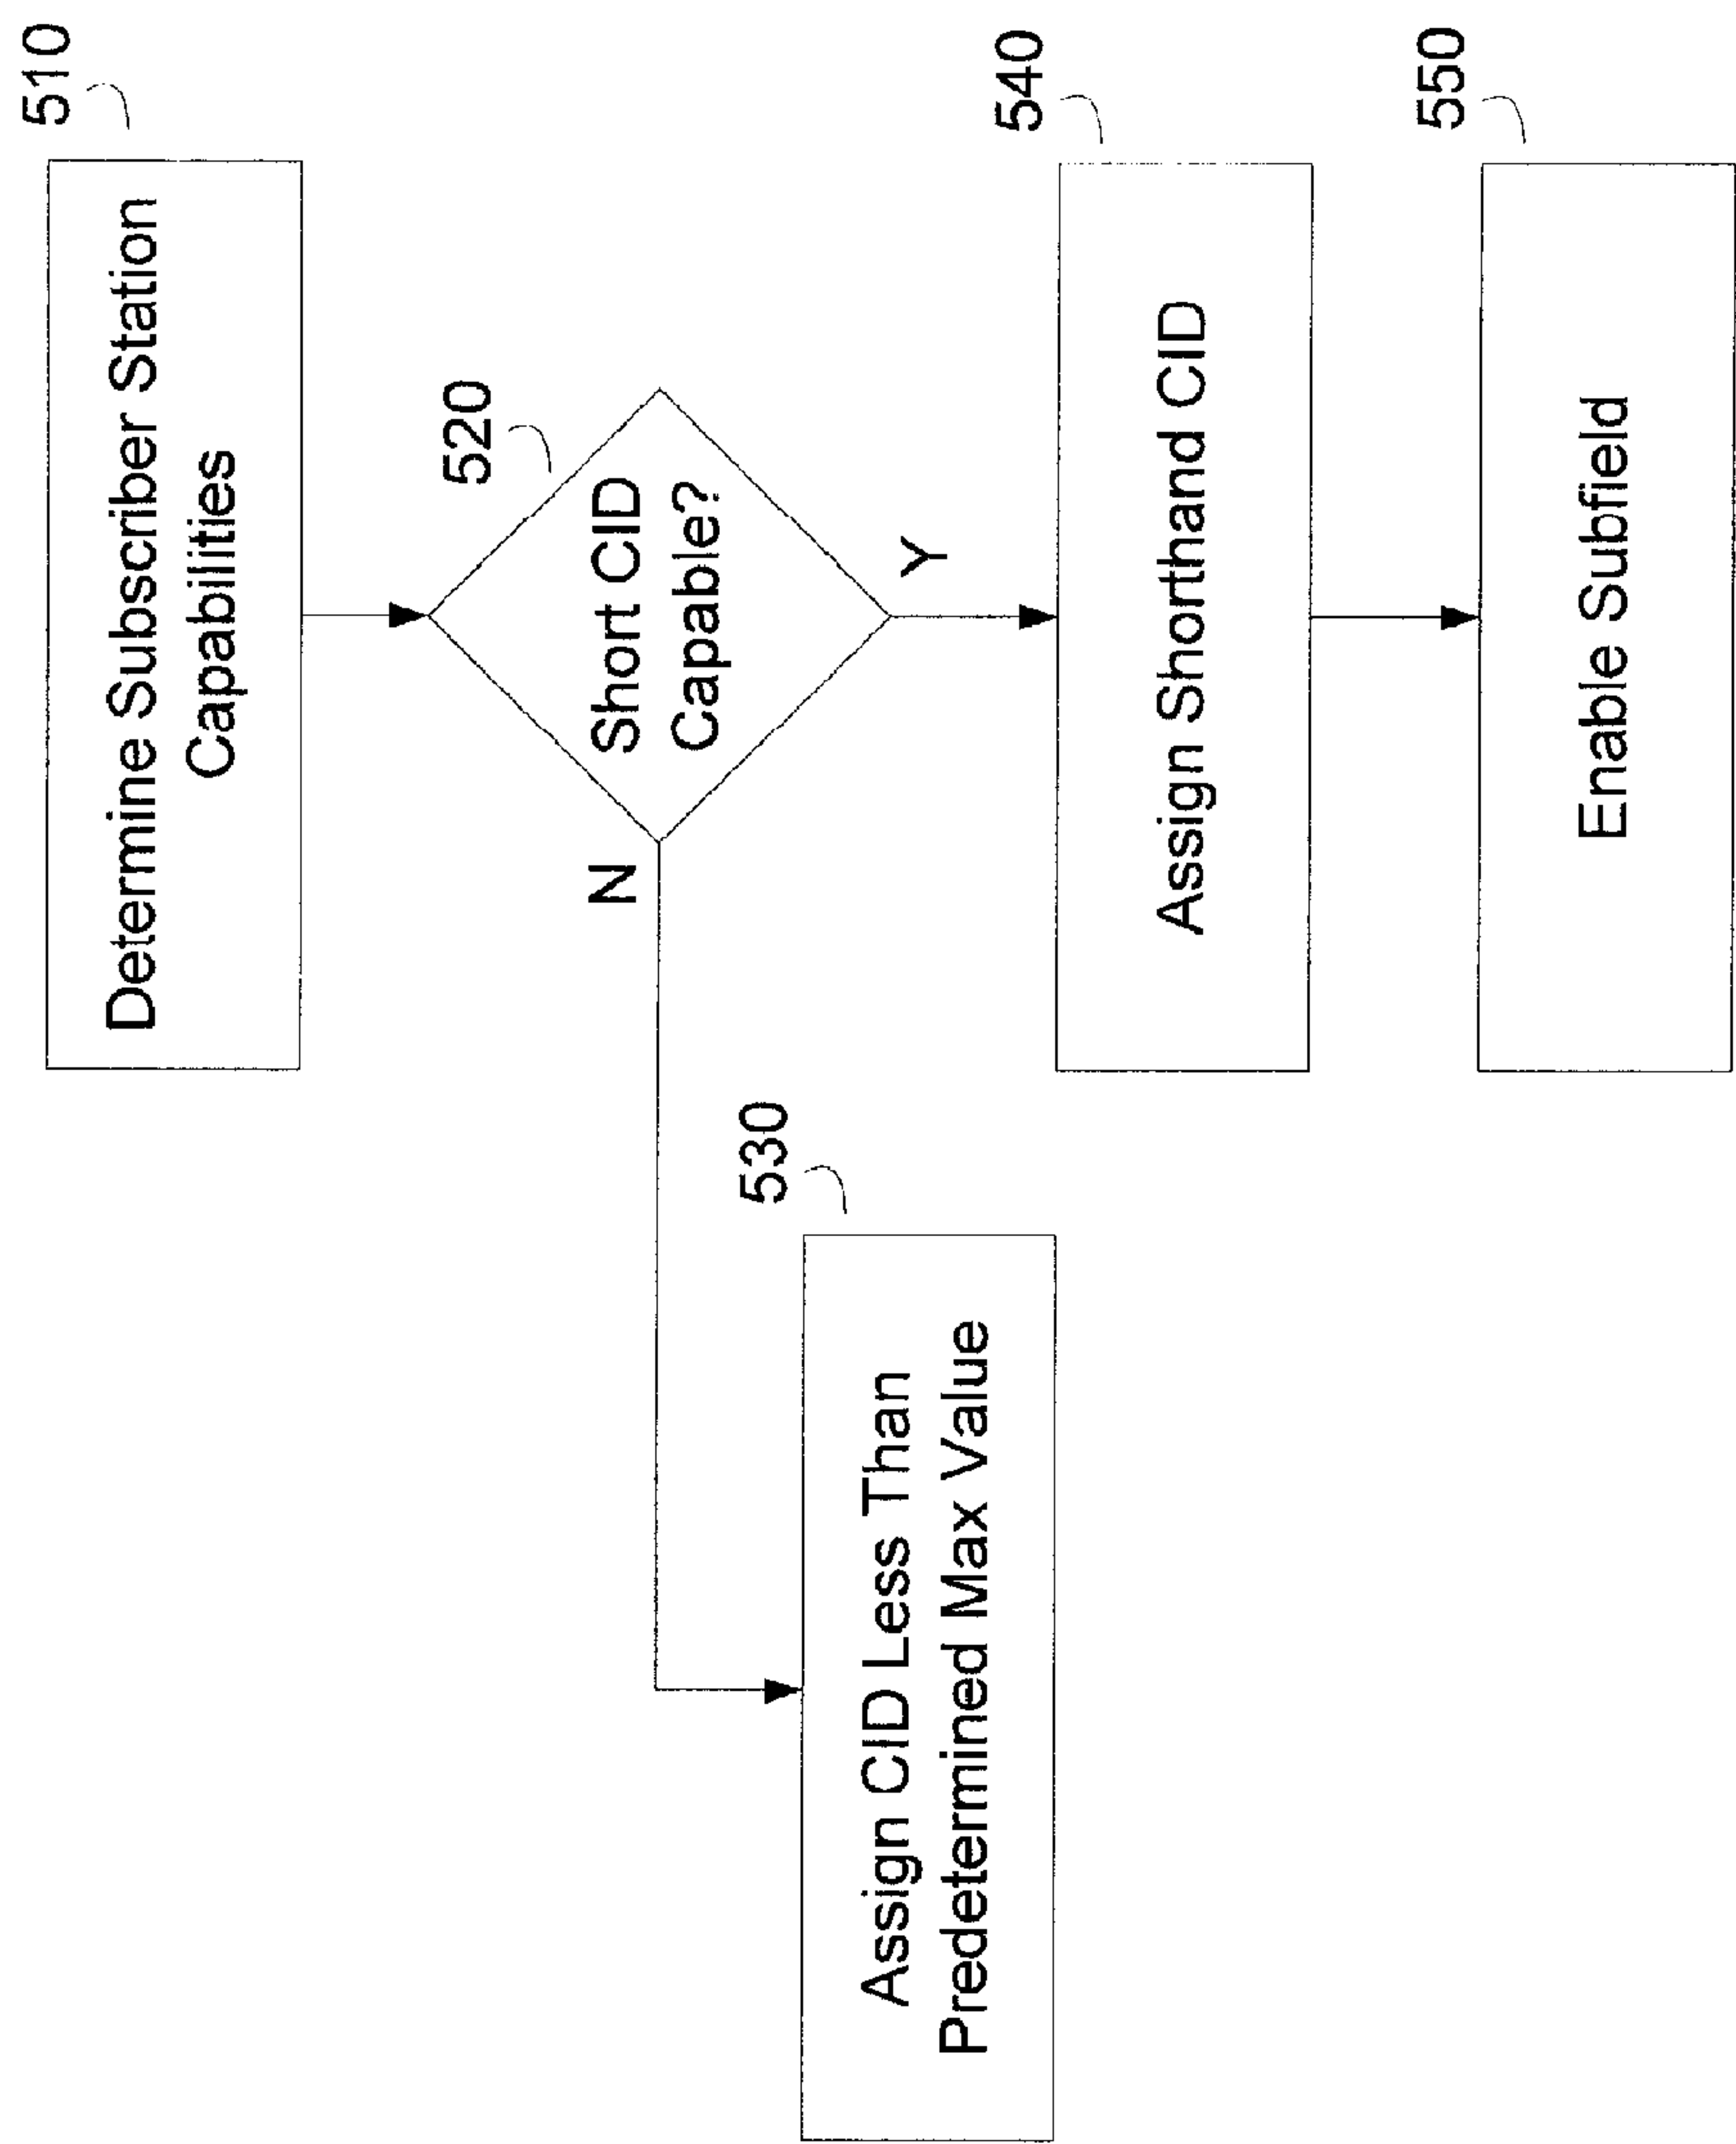 510
Determine Subscriber Station
Capabilities
520
Short CID
Capable?
N
Y
530
Assign CID Less Than
Predetermined Max Value
540
Assign Shorthand CID
550
Enable Subfield